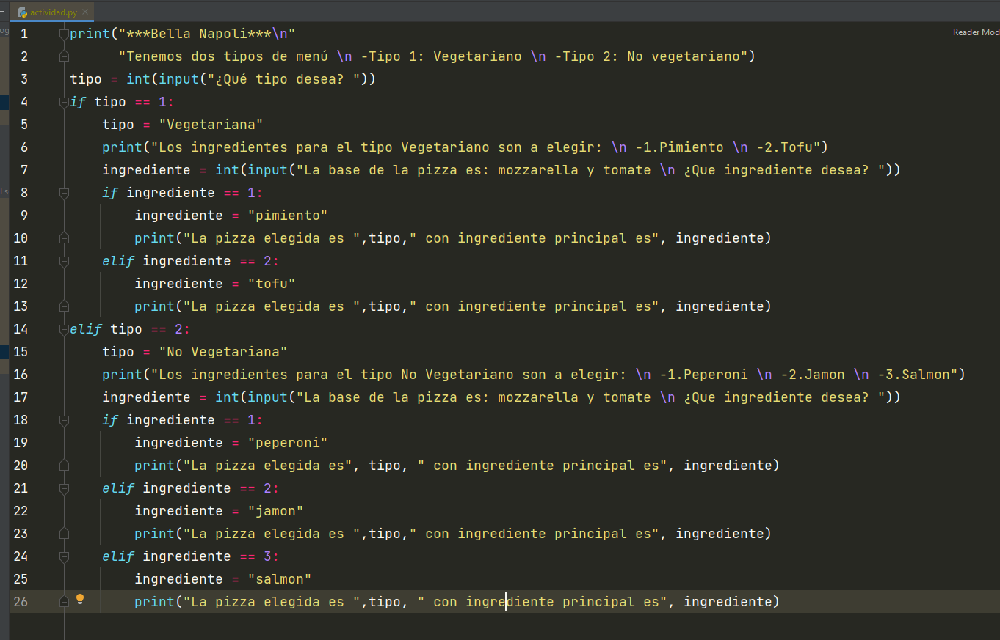 actividad.py
Reader Mod
og
Es
1 print("***Bella Napoli***\n"
2 "Tenemos dos tipos de menú \n -Tipo 1: Vegetariano \n -Tipo 2: No vegetariano")
3 tipo = int(input("¿Qué tipo desea? "))
4 if tipo == 1:
5 tipo = "Vegetariana"
6 print("Los ingredientes para el tipo Vegetariano son a elegir: \n -1.Pimiento \n -2.Tofu")
7 ingrediente = int(input("La base de la pizza es: mozzarella y tomate \n ¿Que ingrediente desea? "))
8 if ingrediente == 1:
9 ingrediente = "pimiento"
10 print("La pizza elegida es ",tipo," con ingrediente principal es", ingrediente)
11 elif ingrediente == 2:
12 ingrediente = "tofu"
13 print("La pizza elegida es ",tipo," con ingrediente principal es", ingrediente)
14 elif tipo == 2:
15 tipo = "No Vegetariana"
16 print("Los ingredientes para el tipo No Vegetariano son a elegir: \n -1.Peperoni \n -2.Jamon \n -3.Salmon")
17 ingrediente = int(input("La base de la pizza es: mozzarella y tomate \n ¿Que ingrediente desea? "))
18 if ingrediente == 1:
19 ingrediente = "peperoni"
20 print("La pizza elegida es", tipo, " con ingrediente principal es", ingrediente)
21 elif ingrediente == 2:
22 ingrediente = "jamon"
23 print("La pizza elegida es ",tipo," con ingrediente principal es", ingrediente)
24 elif ingrediente == 3:
25 ingrediente = "salmon"
26 print("La pizza elegida es ",tipo, " con ingrediente principal es", ingrediente)